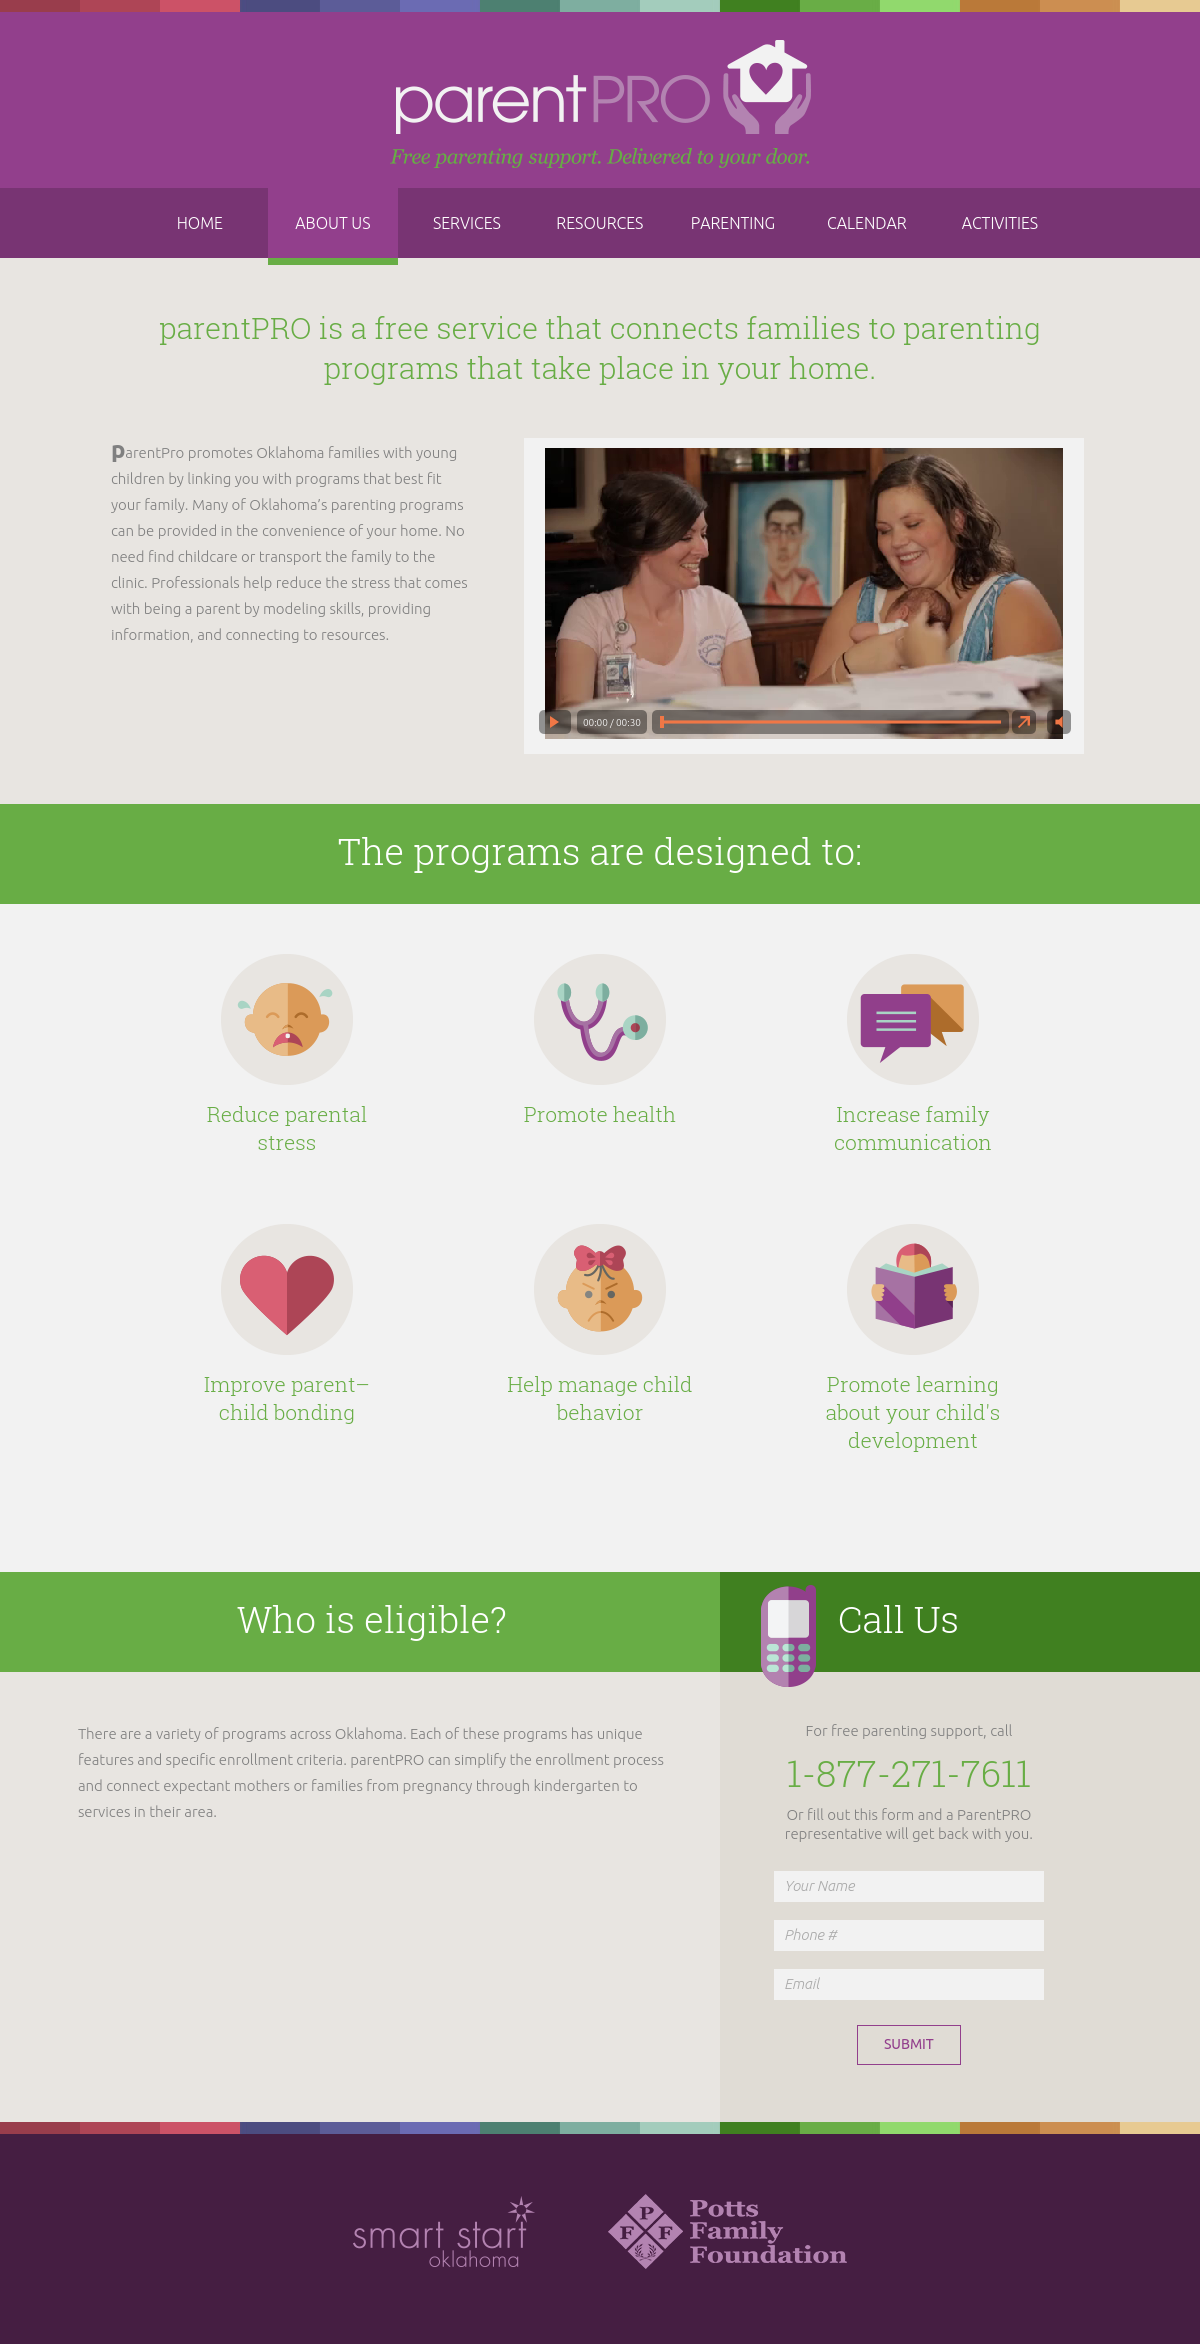 parentPRO
Free parenting support. Delivered to your door.
HOME
ABOUT US
SERVICES
RESOURCES
PARENTING
CALENDAR
ACTIVITIES
parentPRO is a free service that connects families to parenting
programs that take place in your home.
ParentPro promotes Oklahoma families with young
children by linking you with programs that best fit
your family. Many of Oklahoma’s parenting programs
can be provided in the convenience of your home. No
need find childcare or transport the family to the
clinic. Professionals help reduce the stress that comes
with being a parent by modeling skills, providing
information, and connecting to resources.
00:00 / 00:30
The programs are designed to:
Reduce parental
stress
Promote health
Increase family
communication
Improve parent–
child bonding
Help manage child
behavior
Promote learning
about your child's
development
Who is eligible?
There are a variety of programs across Oklahoma. Each of these programs has unique
features and specific enrollment criteria. parentPRO can simplify the enrollment process
and connect expectant mothers or families from pregnancy through kindergarten to
services in their area.
Call Us
For free parenting support, call
1-877-271-7611
Or fill out this form and a ParentPRO
representative will get back with you.
Your Name
Phone #
Email
SUBMIT
smart start
oklahoma
P
F F
Potts
Family
Foundation